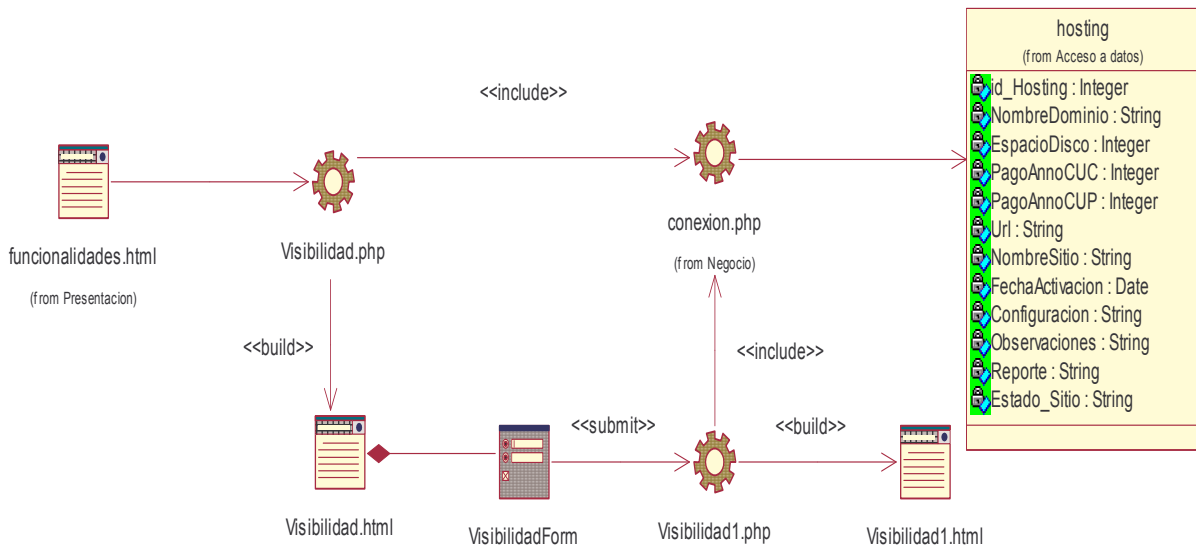 hosting
(from Acceso a datos)
id_Hosting : Integer
NombreDominio : String
EspacioDisco : Integer
PagoAnnoCUC : Integer
PagoAnnoCUP : Integer
Url : String
NombreSitio : String
FechaActivacion : Date
Configuracion : String
Observaciones : String
Reporte : String
Estado_Sitio : String
<<include>>
funcionalidades.html
(from Presentacion)
Visibilidad.php
conexion.php
(from Negocio)
<<build>>
<<include>>
<<submit>>
<<build>>
Visibilidad.html
VisibilidadForm
Visibilidad1.php
Visibilidad1.html